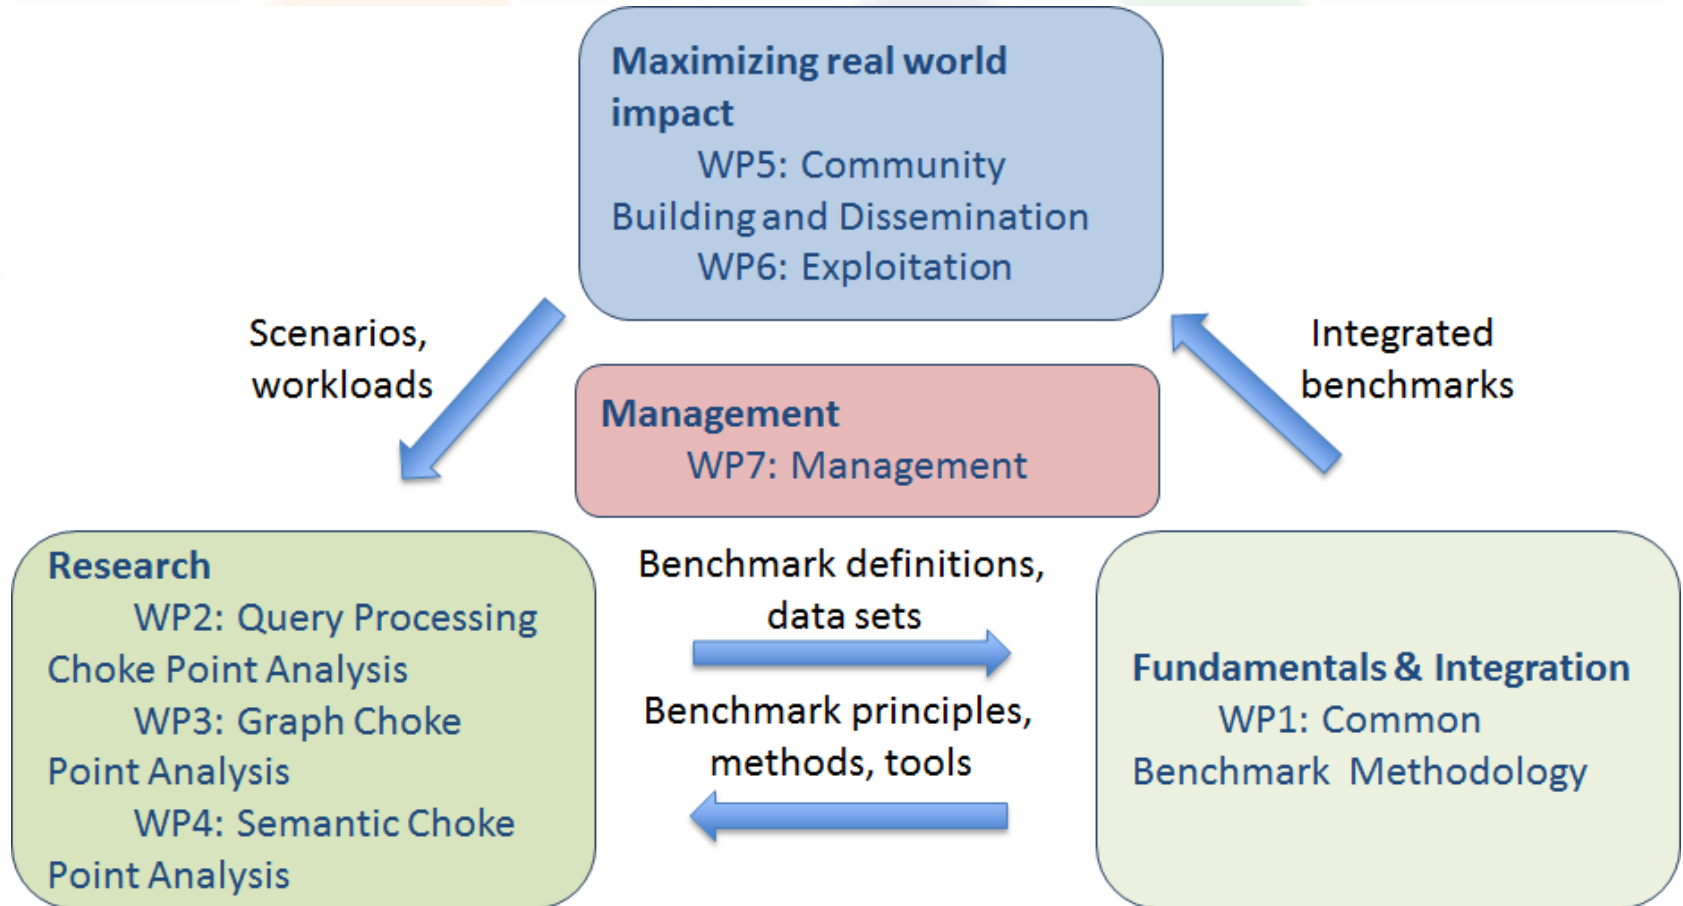 Maximizing real world
impact
WP5: Community
Building and Dissemination
WP6: Exploitation
Scenarios,
workloads
Integrated
benchmarks
Management
WP7: Management
Research
WP2: Query Processing
Choke Point Analysis
WP3: Graph Choke
Point Analysis
WP4: Semantic Choke
Point Analysis
Benchmark definitions,
data sets
Benchmark principles,
methods, tools
Fundamentals & Integration
WP1: Common
Benchmark Methodology